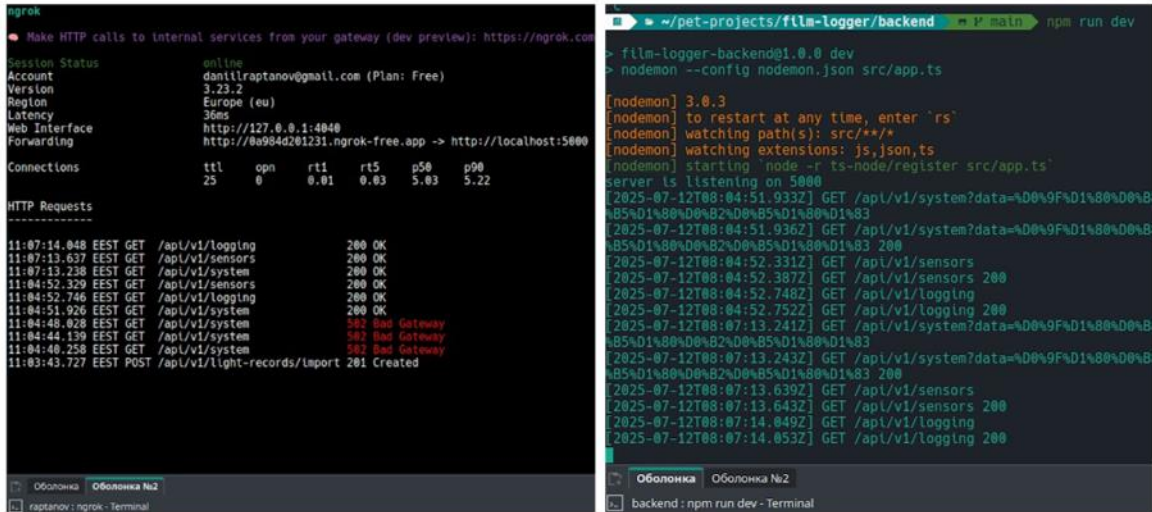 ngrok
Make HTTP calls to internal services from your gateway (dev preview): https://ngrok.com
Session Status online
Account daniilraptanov@gmail.com (Plan: Free)
Version 3.23.2
Region Europe (eu)
Latency 36ms
Web Interface http://127.0.0.1:4040
Forwarding http://0a984d201231.ngrok-free.app -> http://localhost:5000
Connections ttl opn rt1 rt5 p50 p90
25 0 0.01 0.03 5.03 5.22
HTTP Requests
-------------
11:07:14.048 EEST GET /api/v1/logging 200 OK
11:07:13.637 EEST GET /api/v1/sensors 200 OK
11:07:13.238 EEST GET /api/v1/system 200 OK
11:04:52.329 EEST GET /api/v1/sensors 200 OK
11:04:52.746 EEST GET /api/v1/logging 200 OK
11:04:51.926 EEST GET /api/v1/system 200 OK
11:04:48.028 EEST GET /api/v1/system 502 Bad Gateway
11:04:44.139 EEST GET /api/v1/system 502 Bad Gateway
11:04:40.258 EEST GET /api/v1/system 502 Bad Gateway
11:03:43.727 EEST POST /api/v1/light-records/import 201 Created
Оболонка Оболонка №2
raptanov : ngrok - Terminal
~/pet-projects/film-logger/backend main npm run dev
> film-logger-backend@1.0.0 dev
> nodemon --config nodemon.json src/app.ts
[nodemon] 3.0.3
[nodemon] to restart at any time, enter `rs`
[nodemon] watching path(s): src/**/*
[nodemon] watching extensions: js,json,ts
[nodemon] starting `node -r ts-node/register src/app.ts`
server is listening on 5000
[2025-07-12T08:04:51.933Z] GET /api/v1/system?data=%D0%9F%D1%80%D0%B8
%B5%D1%80%D0%B2%D0%B5%D1%80%D1%83
[2025-07-12T08:04:51.936Z] GET /api/v1/system?data=%D0%9F%D1%80%D0%B8
%B5%D1%80%D0%B2%D0%B5%D1%80%D1%83 200
[2025-07-12T08:04:52.331Z] GET /api/v1/sensors
[2025-07-12T08:04:52.387Z] GET /api/v1/sensors 200
[2025-07-12T08:04:52.748Z] GET /api/v1/logging
[2025-07-12T08:04:52.752Z] GET /api/v1/logging 200
[2025-07-12T08:07:13.241Z] GET /api/v1/system?data=%D0%9F%D1%80%D0%B8
%B5%D1%80%D0%B2%D0%B5%D1%80%D1%83
[2025-07-12T08:07:13.243Z] GET /api/v1/system?data=%D0%9F%D1%80%D0%B8
%B5%D1%80%D0%B2%D0%B5%D1%80%D1%83 200
[2025-07-12T08:07:13.639Z] GET /api/v1/sensors
[2025-07-12T08:07:13.643Z] GET /api/v1/sensors 200
[2025-07-12T08:07:14.049Z] GET /api/v1/logging
[2025-07-12T08:07:14.053Z] GET /api/v1/logging 200
Оболонка Оболонка №2
backend : npm run dev - Terminal